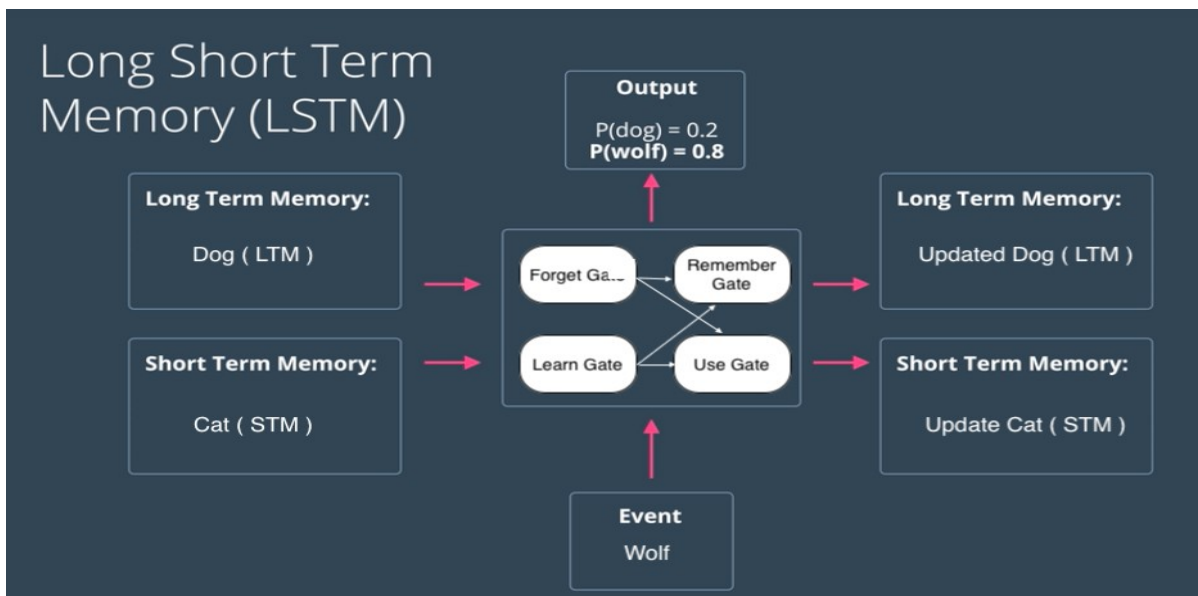 Long Short Term
Memory (LSTM)
Output
P(dog) = 0.2
P(wolf) = 0.8
Long Term Memory:
Dog ( LTM )
Short Term Memory:
Cat ( STM )
Forget Ga...
Remember
Gate
Learn Gate
Use Gate
Long Term Memory:
Updated Dog ( LTM )
Short Term Memory:
Update Cat ( STM )
Event
Wolf